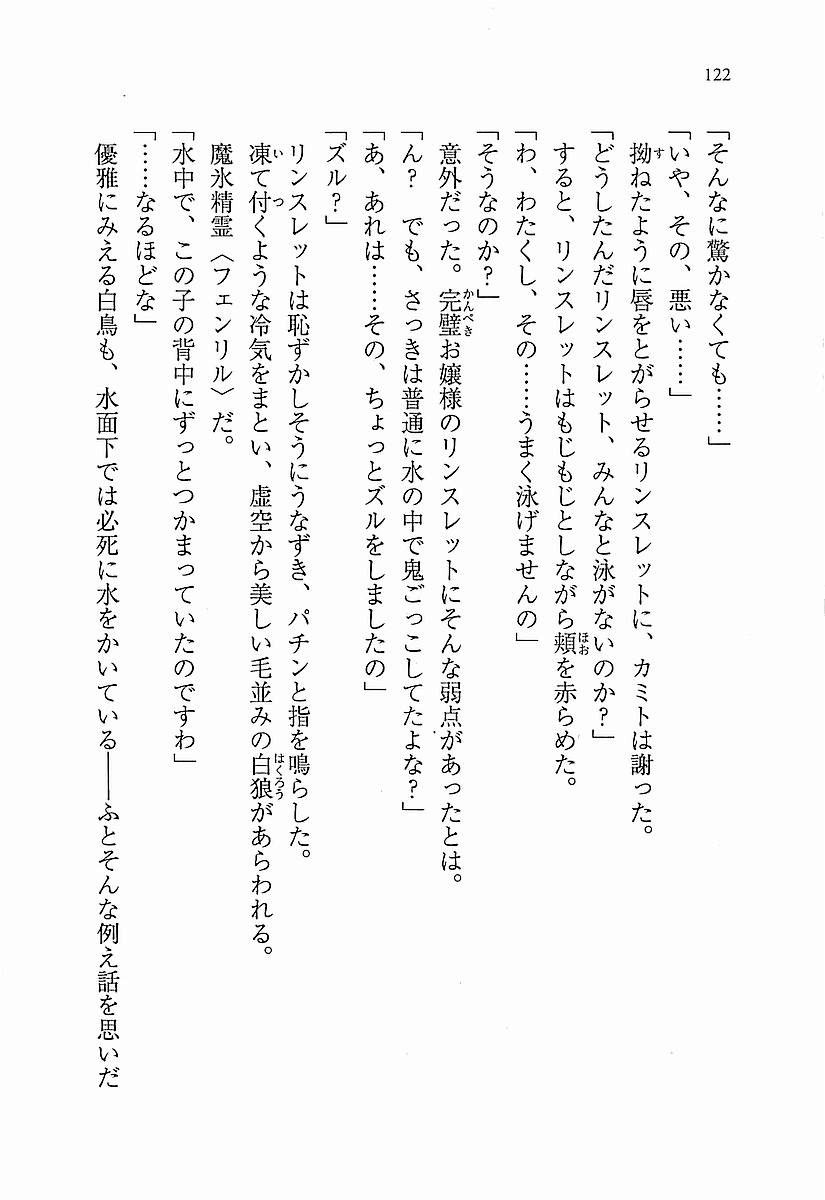 122
「そんなに驚かなくても……」
「いや、その、悪い……」
拗ねたように唇をとがらせるリンスレットに、カミトは謝った。
「どうしたんだリンスレット、みんなと泳がないのか？」
すると、リンスレットはもじもじとしながら頬を赤らめた。
「わ、わたくし、その……うまく泳げませんの」
「そうなのか？」
意外だった。完璧お嬢様のリンスレットにそんな弱点があったとは。
「ん？　でも、さっきは普通に水の中で鬼ごっこしてたよな？」
「あ、あれは……その、ちょっとズルをしましたの」
「ズル？」
リンスレットは恥ずかしそうにうなずき、パチンと指を鳴らした。
凍て付くような冷気をまとい、虚空から美しい毛並みの白狼があらわれる。
魔氷精霊〈フェンリル〉だ。
「水中で、この子の背中にずっとつかまっていたのですわ」
「……なるほどな」
優雅にみえる白鳥も、水面下では必死に水をかいている――ふとそんな例え話を思いだ